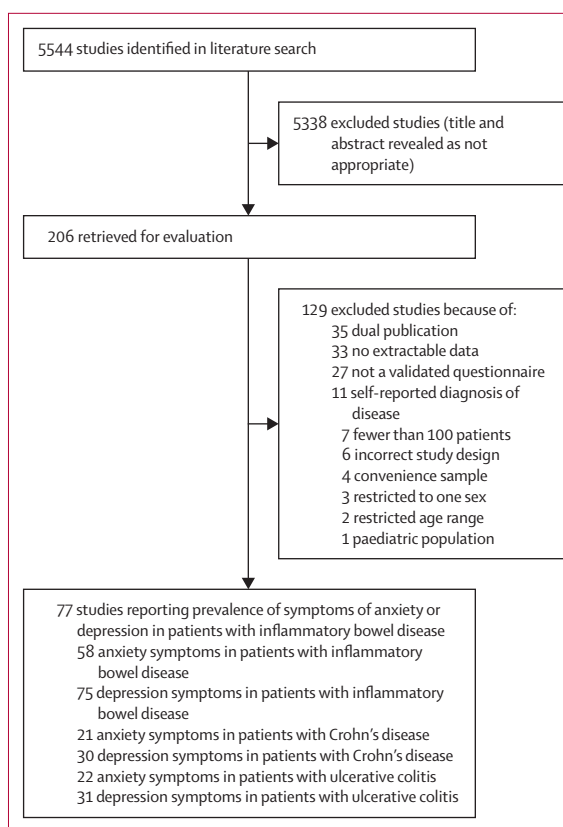 5544 studies identified in literature search
5338 excluded studies (title and
abstract revealed as not
appropriate)
206 retrieved for evaluation
129 excluded studies because of:
35 dual publication
33 no extractable data
27 not a validated questionnaire
11 self-reported diagnosis of
disease
7 fewer than 100 patients
6 incorrect study design
4 convenience sample
3 restricted to one sex
2 restricted age range
1 paediatric population
77 studies reporting prevalence of symptoms of anxiety or
depression in patients with inflammatory bowel disease
58 anxiety symptoms in patients with inflammatory
bowel disease
75 depression symptoms in patients with inflammatory
bowel disease
21 anxiety symptoms in patients with Crohn's disease
30 depression symptoms in patients with Crohn's disease
22 anxiety symptoms in patients with ulcerative colitis
31 depression symptoms in patients with ulcerative colitis